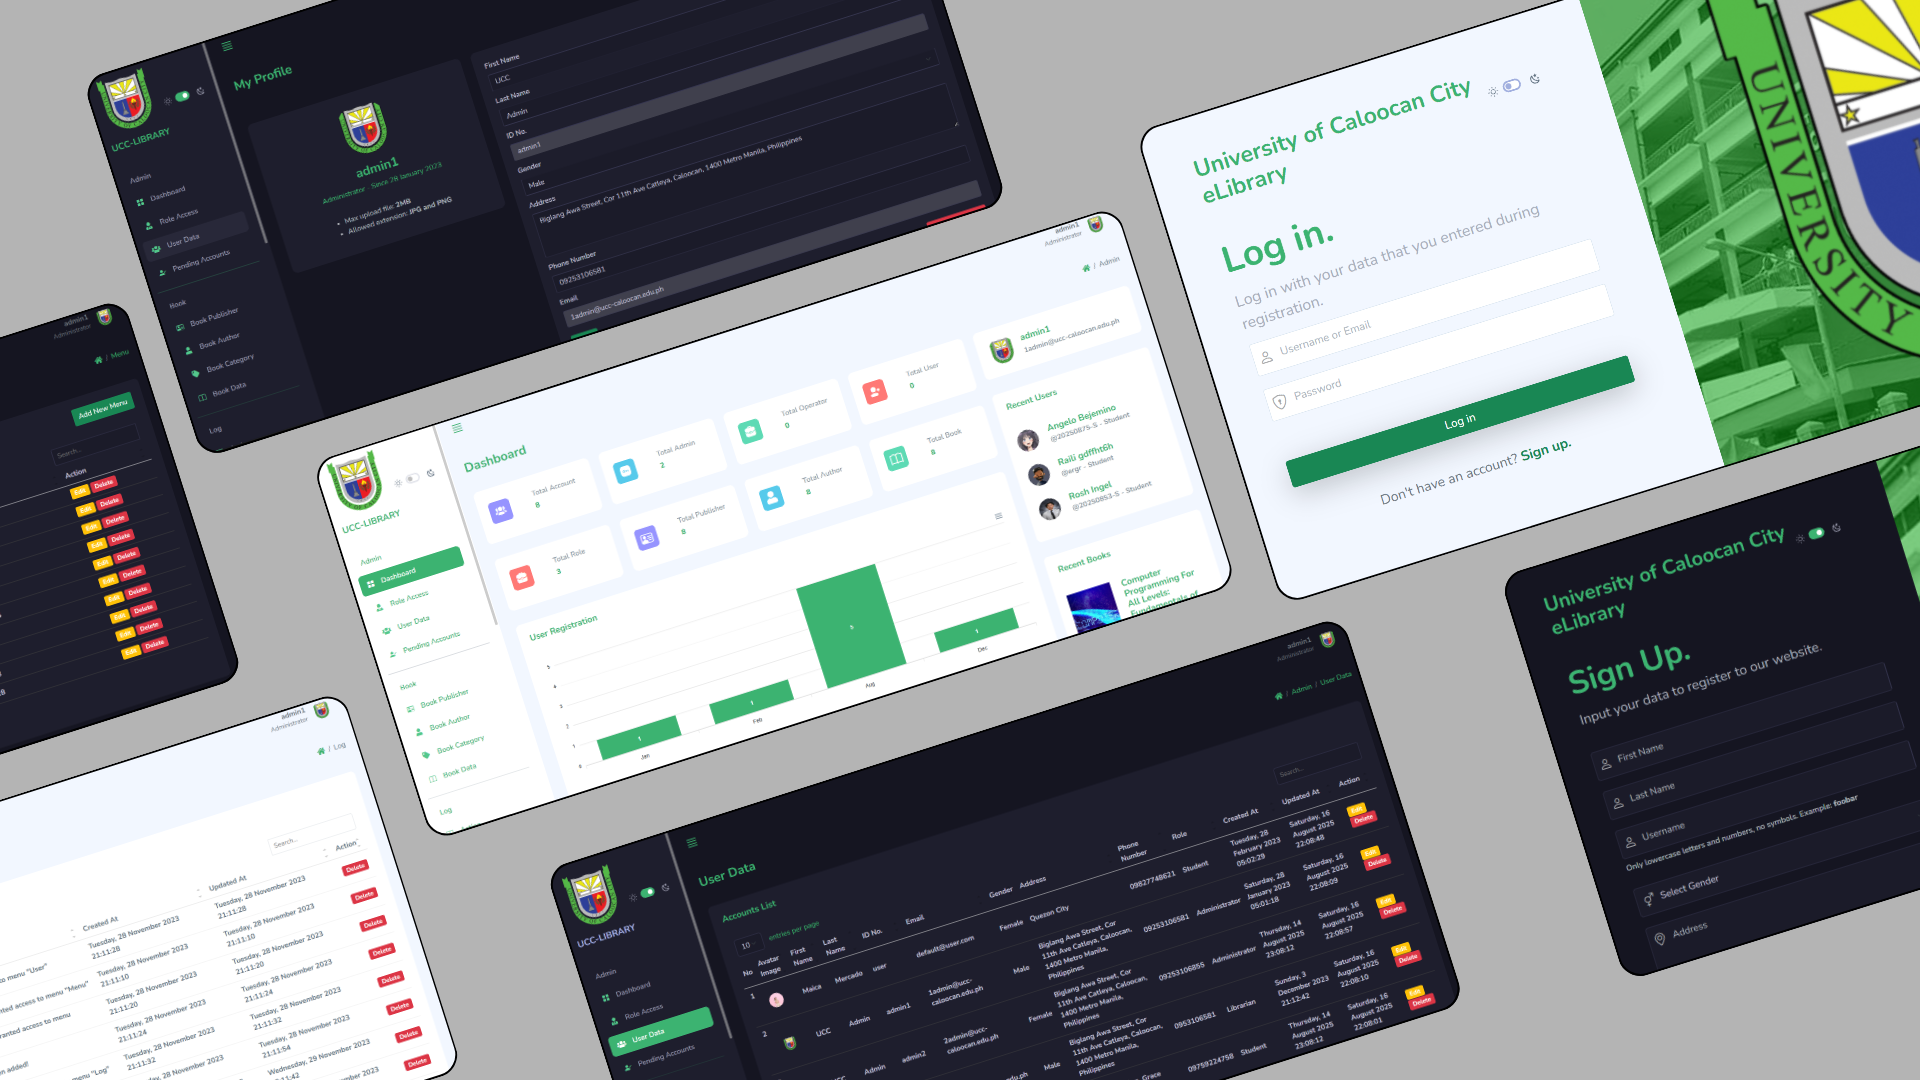 UCC-LIBRARY
Admin
Dashboard
Role Access
User Data
Pending Accounts
Book
Book Publisher
Book Author
Book Category
Book Data
Log
My Profile
admin1
Administrator - Since 28 January 2023
Max upload file: 2MB
Allowed extension: JPG and PNG
First Name
UCC
Last Name
Admin
ID No.
admin1
Gender
Male
Address
Biglang Awa Street, Cor 11th Ave Catleya, Caloocan, 1400 Metro Manila, Philippines
Phone Number
09253106581
Email
1admin@ucc-caloocan.edu.ph
University of Caloocan City
eLibrary
Log in.
Log in with your data that you entered during
registration.
Username or Email
Password
Log in
Don't have an account? Sign up.
UNIVERSITY
admin1
Administrator
/ Menu
Add New Menu
Search...
Action
Edit Delete
Edit Delete
Edit Delete
Edit Delete
Edit Delete
Edit Delete
Edit Delete
Edit Delete
Edit Delete
Edit Delete
UCC-LIBRARY
Admin
Dashboard
Role Access
User Data
Pending Accounts
Book
Book Publisher
Book Author
Book Category
Book Data
Log
admin1
Administrator
/ Admin
Dashboard
Total Account
8
Total Admin
2
Total Operator
0
Total User
0
Total Role
3
Total Publisher
8
Total Author
8
Total Book
8
admin1
1admin@ucc-caloocan.edu.ph
Recent Users
Angelo Bejemino
@20250875-S - Student
Raili gdffnt6h
@ergr - Student
Rosh Ingel
@20250853-S - Student
Recent Books
Computer
Programming For
All Levels:
Fundamentals of
User Registration
5
4
3
2
1
0
1
1
5
1
Jan
Feb
Aug
Dec
University of Caloocan City
eLibrary
Sign Up.
Input your data to register to our website.
First Name
Last Name
Username
Only lowercase letters and numbers, no symbols. Example: foobar
Select Gender
Address
admin1
Administrator
/ Log
Search...
Created At
Updated At
Action
to menu "User"
Tuesday, 28 November 2023
21:11:28
Tuesday, 28 November 2023
21:11:28
Delete
access to menu "Menu"
Tuesday, 28 November 2023
21:11:10
Tuesday, 28 November 2023
21:11:10
Delete
access to menu
Tuesday, 28 November 2023
21:11:20
Tuesday, 28 November 2023
21:11:20
Delete
Tuesday, 28 November 2023
21:11:24
Tuesday, 28 November 2023
21:11:24
Delete
added!
Tuesday, 28 November 2023
21:11:32
Tuesday, 28 November 2023
21:11:32
Delete
menu "Log"
Tuesday, 28 November 2023
21:11:54
Delete
Wednesday, 29 November 2023
Delete
Delete
UCC-LIBRARY
Admin
Dashboard
Role Access
User Data
Pending Accounts
admin1
Administrator
/ Admin / User Data
User Data
Accounts List
10
entries per page
Search...
No
Avatar Image
First Name
Last Name
ID No.
Email
Gender
Address
Phone Number
Role
Created At
Updated At
Action
1
Maica
Mercado
user
default@user.com
Female
Quezon City
09827748621
Student
Tuesday, 28 February 2023 05:02:29
Saturday, 16 August 2025 22:08:48
Edit
Delete
2
UCC
Admin
admin1
1admin@ucc-caloocan.edu.ph
Male
Biglang Awa Street, Cor 11th Ave Catleya, Caloocan, 1400 Metro Manila, Philippines
09253106581
Administrator
Saturday, 28 January 2023 05:01:18
Saturday, 16 August 2025 22:08:09
Edit
Delete
UCC
Admin
admin2
2admin@ucc-caloocan.edu.ph
Female
Biglang Awa Street, Cor 11th Ave Catleya, Caloocan, 1400 Metro Manila, Philippines
09253106855
Administrator
Thursday, 14 August 2025 23:08:12
Saturday, 16 August 2025 22:08:57
Edit
Delete
Male
Biglang Awa Street, Cor 11th Ave Catleya, Caloocan, 1400 Metro Manila, Philippines
0953106581
Librarian
Sunday, 3 December 2023 21:12:42
Saturday, 16 August 2025 22:08:10
Edit
Delete
Grace
09759224758
Student
Thursday, 14 August 2025 23:08:12
Saturday, 16 August 2025 22:08:01
Edit
Delete